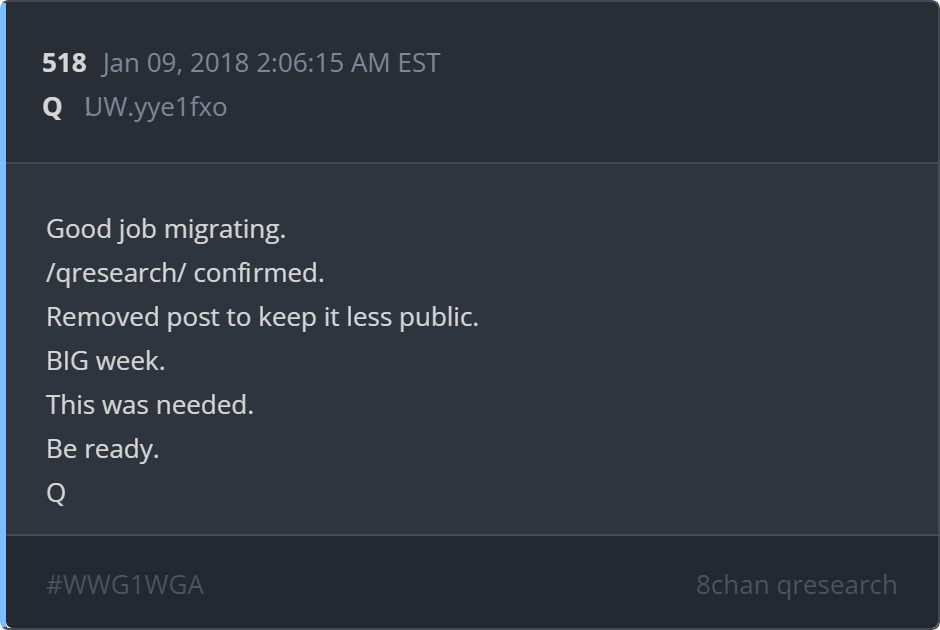 518 Jan 09, 2018 2:06:15 AM EST
Q !UW.yye1fxo
Good job migrating.
/qresearch/ confirmed.
Removed post to keep it less public.
BIG week.
This was needed.
Be ready.
Q
#WWG1WGA
8chan qresearch